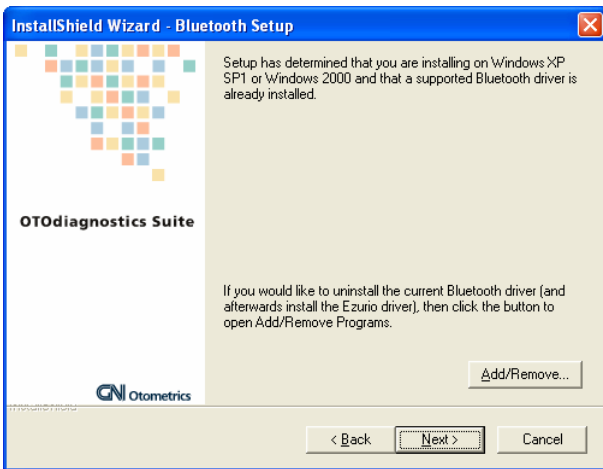 InstallShield Wizard - Bluetooth Setup
Setup has determined that you are installing on Windows XP
SP1 or Windows 2000 and that a supported Bluetooth driver is
already installed.
OTOdiagnostics Suite
If you would like to uninstall the current Bluetooth driver (and
afterwards install the Ezurio driver), then click the button to
open Add/Remove Programs.
Add/Remove...
GN Otometrics
InstallShield
< Back
Next >
Cancel